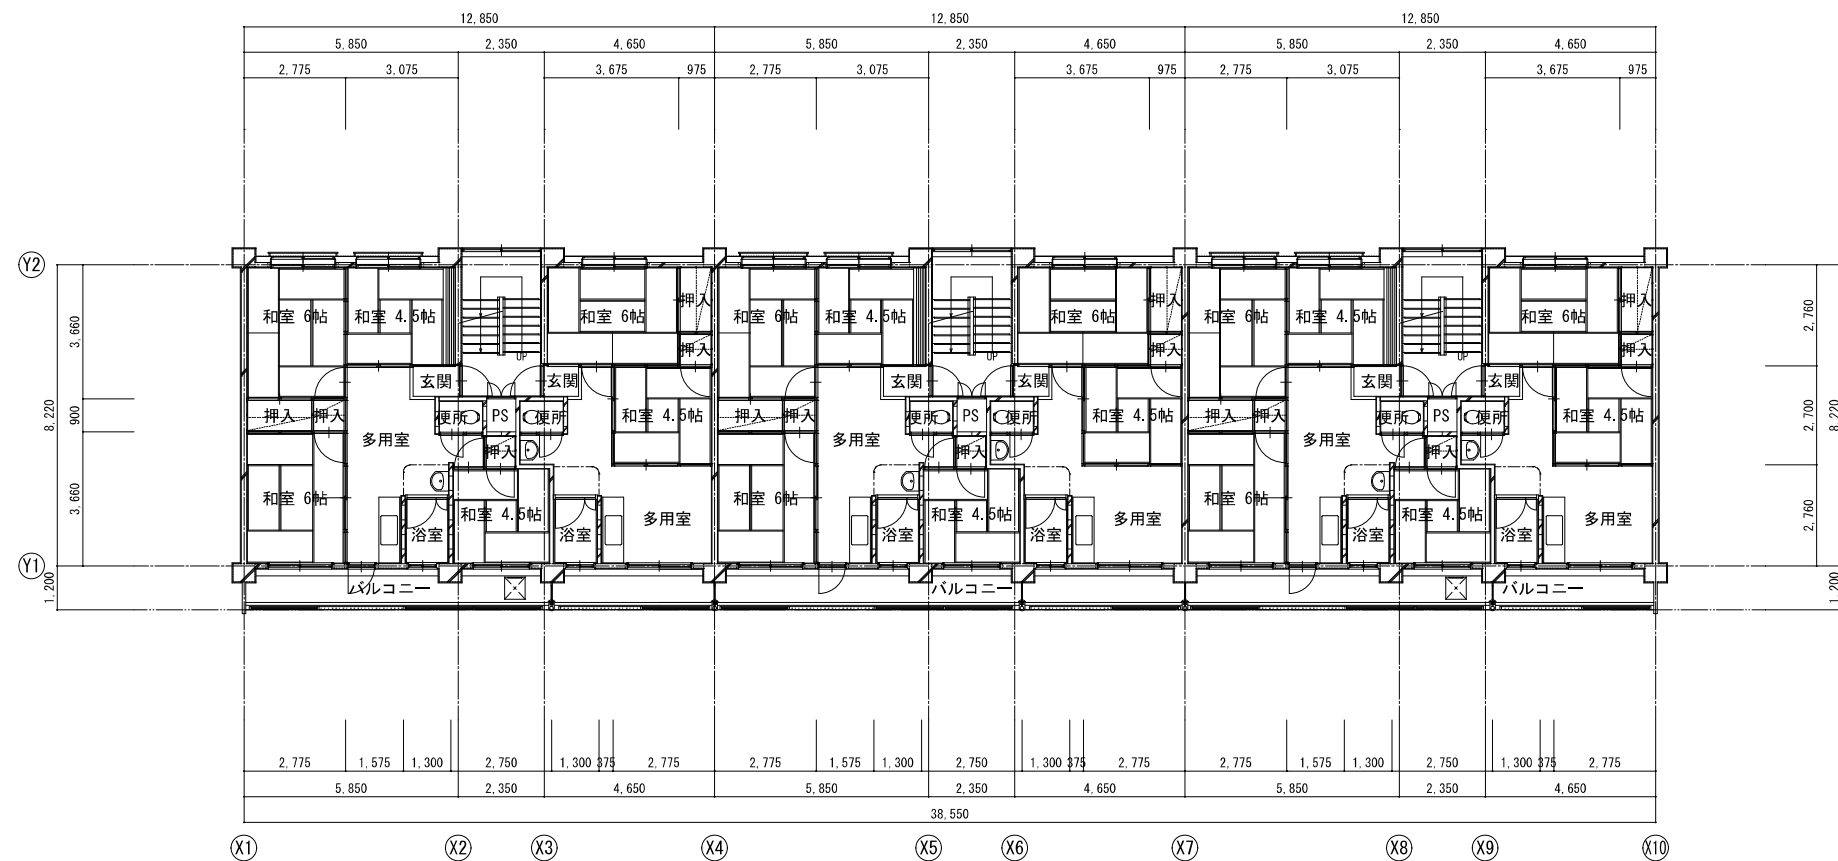 12,850 12,850 12,850
5,850 2,350 4,650 5,850 2,350 4,650 5,850 2,350 4,650
2,775 3,075 3,675 975 2,775 3,075 3,675 975 2,775 3,075 3,675 975
Y2
押入 押入 押入
和室 6帖 和室 4.5帖 和室 6帖 和室 6帖 和室 4.5帖 和室 6帖 和室 6帖 和室 4.5帖 和室 6帖
3,660 2,760
押入 押入 押入
UP UP UP
玄関 玄関 玄関 玄関 玄関 玄関
8,220 900 押入 押入 便所 PS 便所 和室 4.5帖 押入 押入 便所 PS 便所 和室 4.5帖 押入 押入 便所 PS 便所 和室 4.5帖 2,700 8,220
多用室 多用室 多用室
押入 押入 押入
和室 6帖 和室 6帖 和室 6帖
3,660 2,760
和室 4.5帖 多用室 和室 4.5帖 多用室 和室 4.5帖 多用室
浴室 浴室 浴室 浴室 浴室 浴室
Y1
1,200 バルコニー バルコニー バルコニー 1,200
2,775 1,575 1,300 2,750 1,300 375 2,775 2,775 1,575 1,300 2,750 1,300 375 2,775 2,775 1,575 1,300 2,750 1,300 375 2,775
5,850 2,350 4,650 5,850 2,350 4,650 5,850 2,350 4,650
38,550
X1 X2 X3 X4 X5 X6 X7 X8 X9 X10